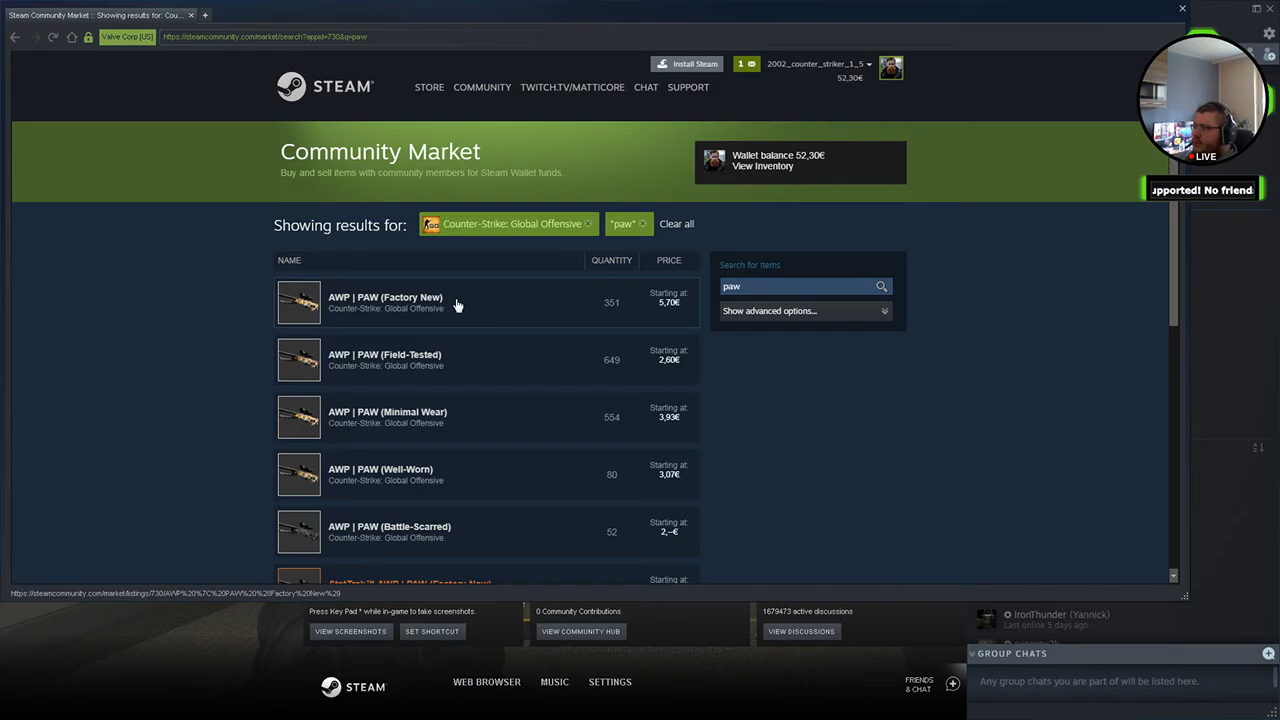 Steam Community Market :: Showing results for: Cou...
Valve Corp [US]
https://steamcommunity.com/market/search?appid=730&q=paw
Install Steam
1
2002_counter_striker_1_5
52,30€
STEAM
STORE
COMMUNITY
TWITCH.TV/MATTICORE
CHAT
SUPPORT
LIVE
Community Market
Buy and sell items with community members for Steam Wallet funds.
Wallet balance 52,30€
View Inventory
upported! No friend
Showing results for:
Counter-Strike: Global Offensive
"paw"
Clear all
NAME
QUANTITY
PRICE
Search for Items
paw
Show advanced options...
AWP | PAW (Factory New)
Counter-Strike: Global Offensive
351
Starting at:
5,70€
AWP | PAW (Field-Tested)
Counter-Strike: Global Offensive
649
Starting at:
2,60€
AWP | PAW (Minimal Wear)
Counter-Strike: Global Offensive
554
Starting at:
3,93€
AWP | PAW (Well-Worn)
Counter-Strike: Global Offensive
80
Starting at:
3,07€
AWP | PAW (Battle-Scarred)
Counter-Strike: Global Offensive
52
Starting at:
2,--€
StatTrak™ AWP | PAW (Factory New)
Starting at:
https://steamcommunity.com/market/listings/730/AWP%20%7C%20PAW%20%28Factory%20New%29
Press Key Pad * while in-game to take screenshots.
VIEW SCREENSHOTS
SET SHORTCUT
0 Community Contributions
VIEW COMMUNITY HUB
1679473 active discussions
VIEW DISCUSSIONS
IronThunder (Yannick)
Last online 5 days ago
GROUP CHATS
Any group chats you are part of will be listed here.
STEAM
WEB BROWSER
MUSIC
SETTINGS
FRIENDS
& CHAT